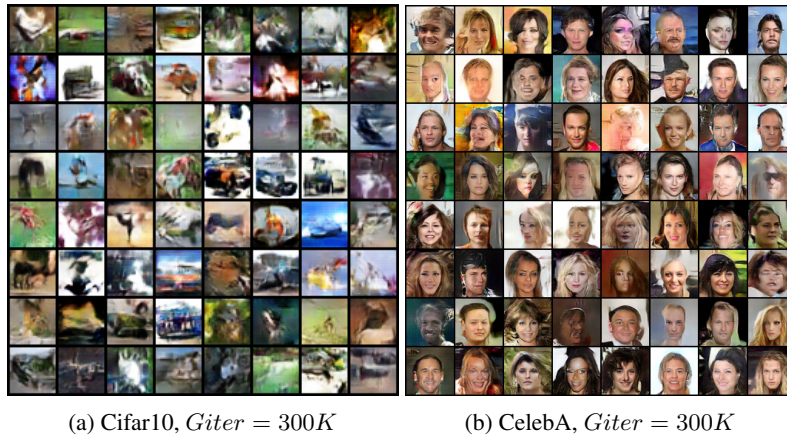 (a) Cifar10, Giter = 300K
(b) CelebA, Giter = 300K